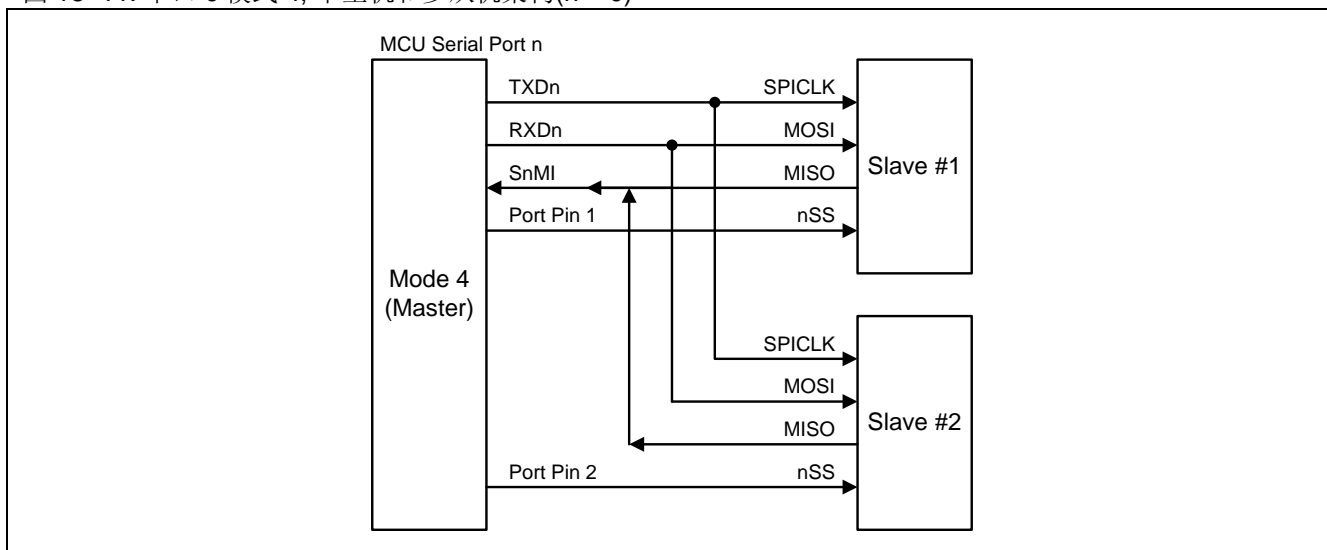 MCU Serial Port n
TXDn
SPICLK
RXDn
MOSI
SnMI
MISO
Port Pin 1
nSS
Slave #1
Mode 4
(Master)
SPICLK
MOSI
MISO
Slave #2
Port Pin 2
nSS